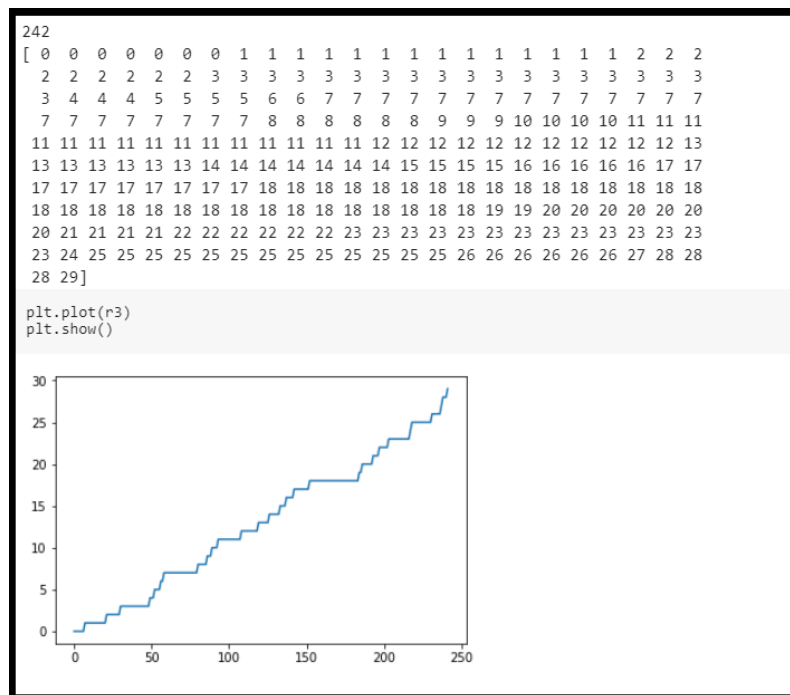 242
[ 0 0 0 0 0 0 0 1 1 1 1 1 1 1 1 1 1 1 1 1 1 2 2 2
2 2 2 2 2 2 3 3 3 3 3 3 3 3 3 3 3 3 3 3 3 3 3 3
3 4 4 4 5 5 5 5 6 6 7 7 7 7 7 7 7 7 7 7 7 7 7 7
7 7 7 7 7 7 7 7 8 8 8 8 8 8 9 9 9 10 10 10 10 11 11 11
11 11 11 11 11 11 11 11 11 11 11 11 12 12 12 12 12 12 12 12 12 12 12 13
13 13 13 13 13 13 14 14 14 14 14 14 14 15 15 15 15 16 16 16 16 16 17 17
17 17 17 17 17 17 17 17 18 18 18 18 18 18 18 18 18 18 18 18 18 18 18 18
18 18 18 18 18 18 18 18 18 18 18 18 18 18 18 18 19 19 20 20 20 20 20 20
20 21 21 21 21 22 22 22 22 22 22 23 23 23 23 23 23 23 23 23 23 23 23 23
23 24 25 25 25 25 25 25 25 25 25 25 25 25 25 26 26 26 26 26 26 27 28 28
28 29]
plt.plot(r3)
plt.show()
30
25
20
15
10
5
0
0 50 100 150 200 250